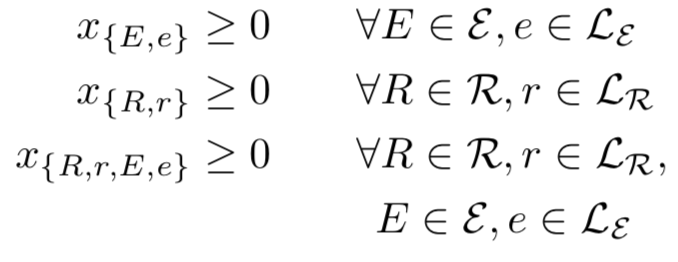 x_{\{E,e\}} ≥ 0 ∀E ∈ ℰ, e ∈ ℒ_ℰ
x_{\{R,r\}} ≥ 0 ∀R ∈ ℛ, r ∈ ℒ_ℛ
x_{\{R,r,E,e\}} ≥ 0 ∀R ∈ ℛ, r ∈ ℒ_ℛ,
E ∈ ℰ, e ∈ ℒ_ℰ